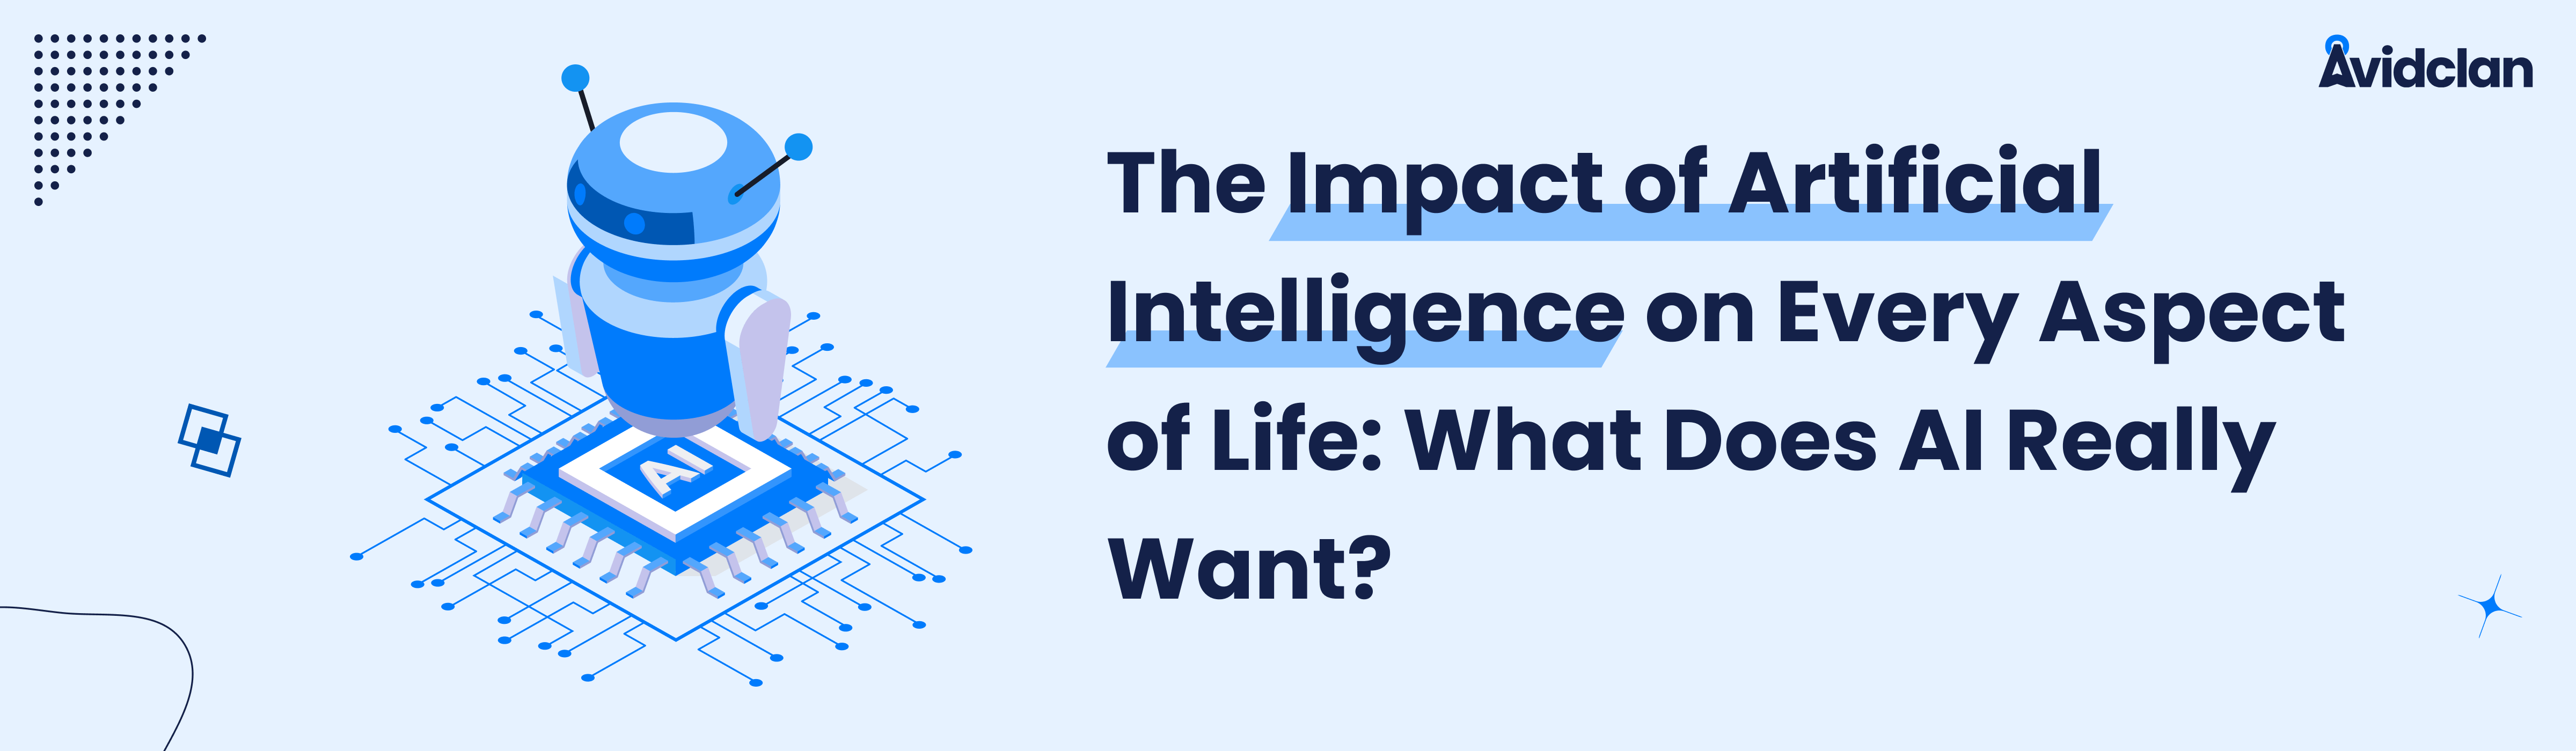 Avidclan
The Impact of Artificial
Intelligence on Every Aspect
of Life: What Does AI Really
Want?
AI